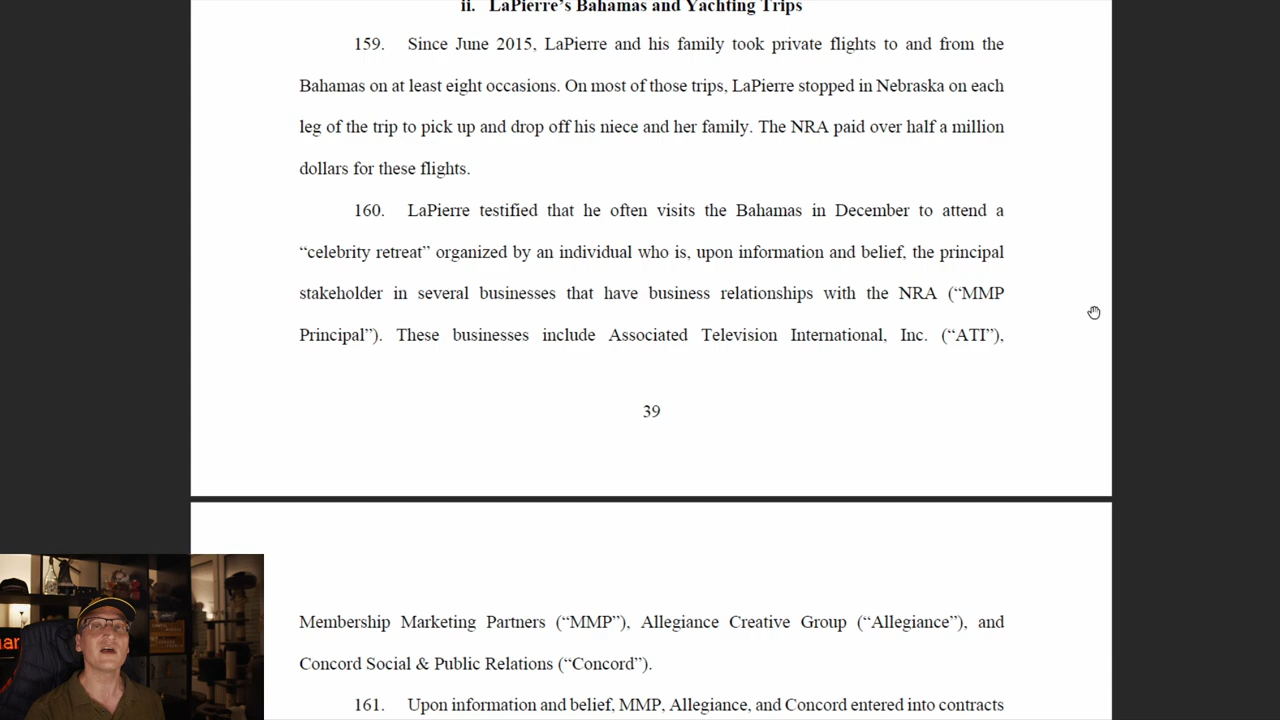 ii. LaPierre's Bahamas and Yachting Trips
159. Since June 2015, LaPierre and his family took private flights to and from the
Bahamas on at least eight occasions. On most of those trips, LaPierre stopped in Nebraska on each
leg of the trip to pick up and drop off his niece and her family. The NRA paid over half a million
dollars for these flights.
160. LaPierre testified that he often visits the Bahamas in December to attend a
“celebrity retreat” organized by an individual who is, upon information and belief, the principal
stakeholder in several businesses that have business relationships with the NRA (“MMP
Principal”). These businesses include Associated Television International, Inc. (“ATI”),
39
Membership Marketing Partners (“MMP”), Allegiance Creative Group (“Allegiance”), and
Concord Social & Public Relations (“Concord”).
161. Upon information and belief, MMP, Allegiance, and Concord entered into contracts